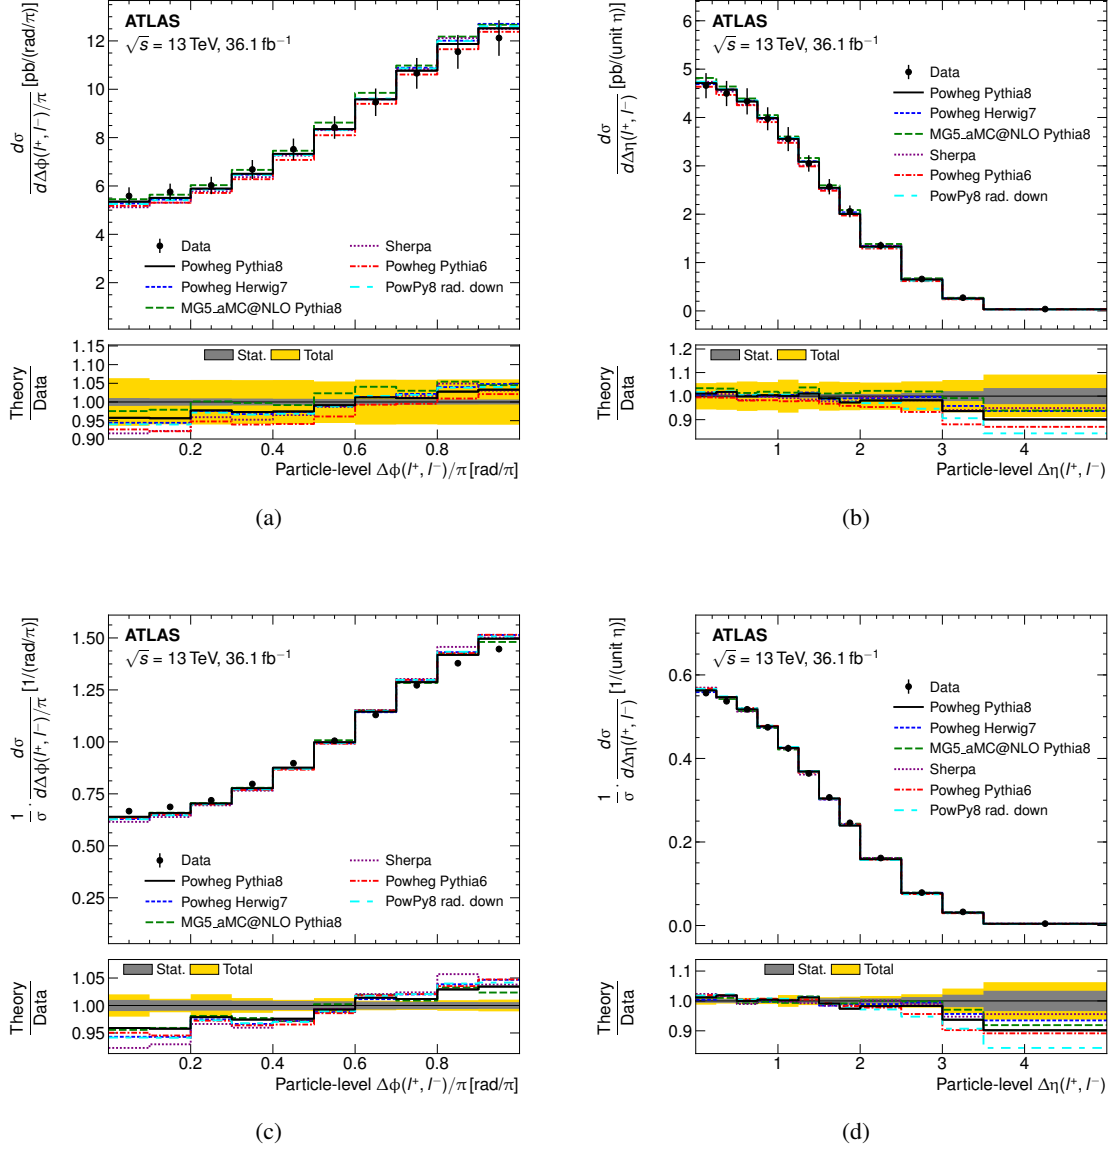 dσ
dΔϕ(l⁺, l⁻)/π [pb/(rad/π)]
ATLAS
√s = 13 TeV, 36.1 fb⁻¹
12
10
8
6
4
2
Data
Powheg Pythia8
Powheg Herwig7
MG5_aMC@NLO Pythia8
Sherpa
Powheg Pythia6
PowPy8 rad. down
Theory
Data
1.15
1.10
1.05
1.00
0.95
0.90
Stat. Total
0.2 0.4 0.6 0.8
Particle-level Δϕ(l⁺, l⁻)/π [rad/π]
(a)
dσ
dΔη(l⁺, l⁻) [pb/(unit η)]
ATLAS
√s = 13 TeV, 36.1 fb⁻¹
6
5
4
3
2
1
0
Data
Powheg Pythia8
Powheg Herwig7
MG5_aMC@NLO Pythia8
Sherpa
Powheg Pythia6
PowPy8 rad. down
Theory
Data
1.2
1.1
1.0
0.9
Stat. Total
1 2 3 4
Particle-level Δη(l⁺, l⁻)
(b)
1/σ · dσ
dΔϕ(l⁺, l⁻)/π [1/(rad/π)]
ATLAS
√s = 13 TeV, 36.1 fb⁻¹
1.50
1.25
1.00
0.75
0.50
0.25
Data
Powheg Pythia8
Powheg Herwig7
MG5_aMC@NLO Pythia8
Sherpa
Powheg Pythia6
PowPy8 rad. down
Theory
Data
1.05
1.00
0.95
Stat. Total
0.2 0.4 0.6 0.8
Particle-level Δϕ(l⁺, l⁻)/π [rad/π]
(c)
1/σ · dσ
dΔη(l⁺, l⁻) [1/(unit η)]
ATLAS
√s = 13 TeV, 36.1 fb⁻¹
0.6
0.4
0.2
0.0
Data
Powheg Pythia8
Powheg Herwig7
MG5_aMC@NLO Pythia8
Sherpa
Powheg Pythia6
PowPy8 rad. down
Theory
Data
1.1
1.0
0.9
Stat. Total
1 2 3 4
Particle-level Δη(l⁺, l⁻)
(d)